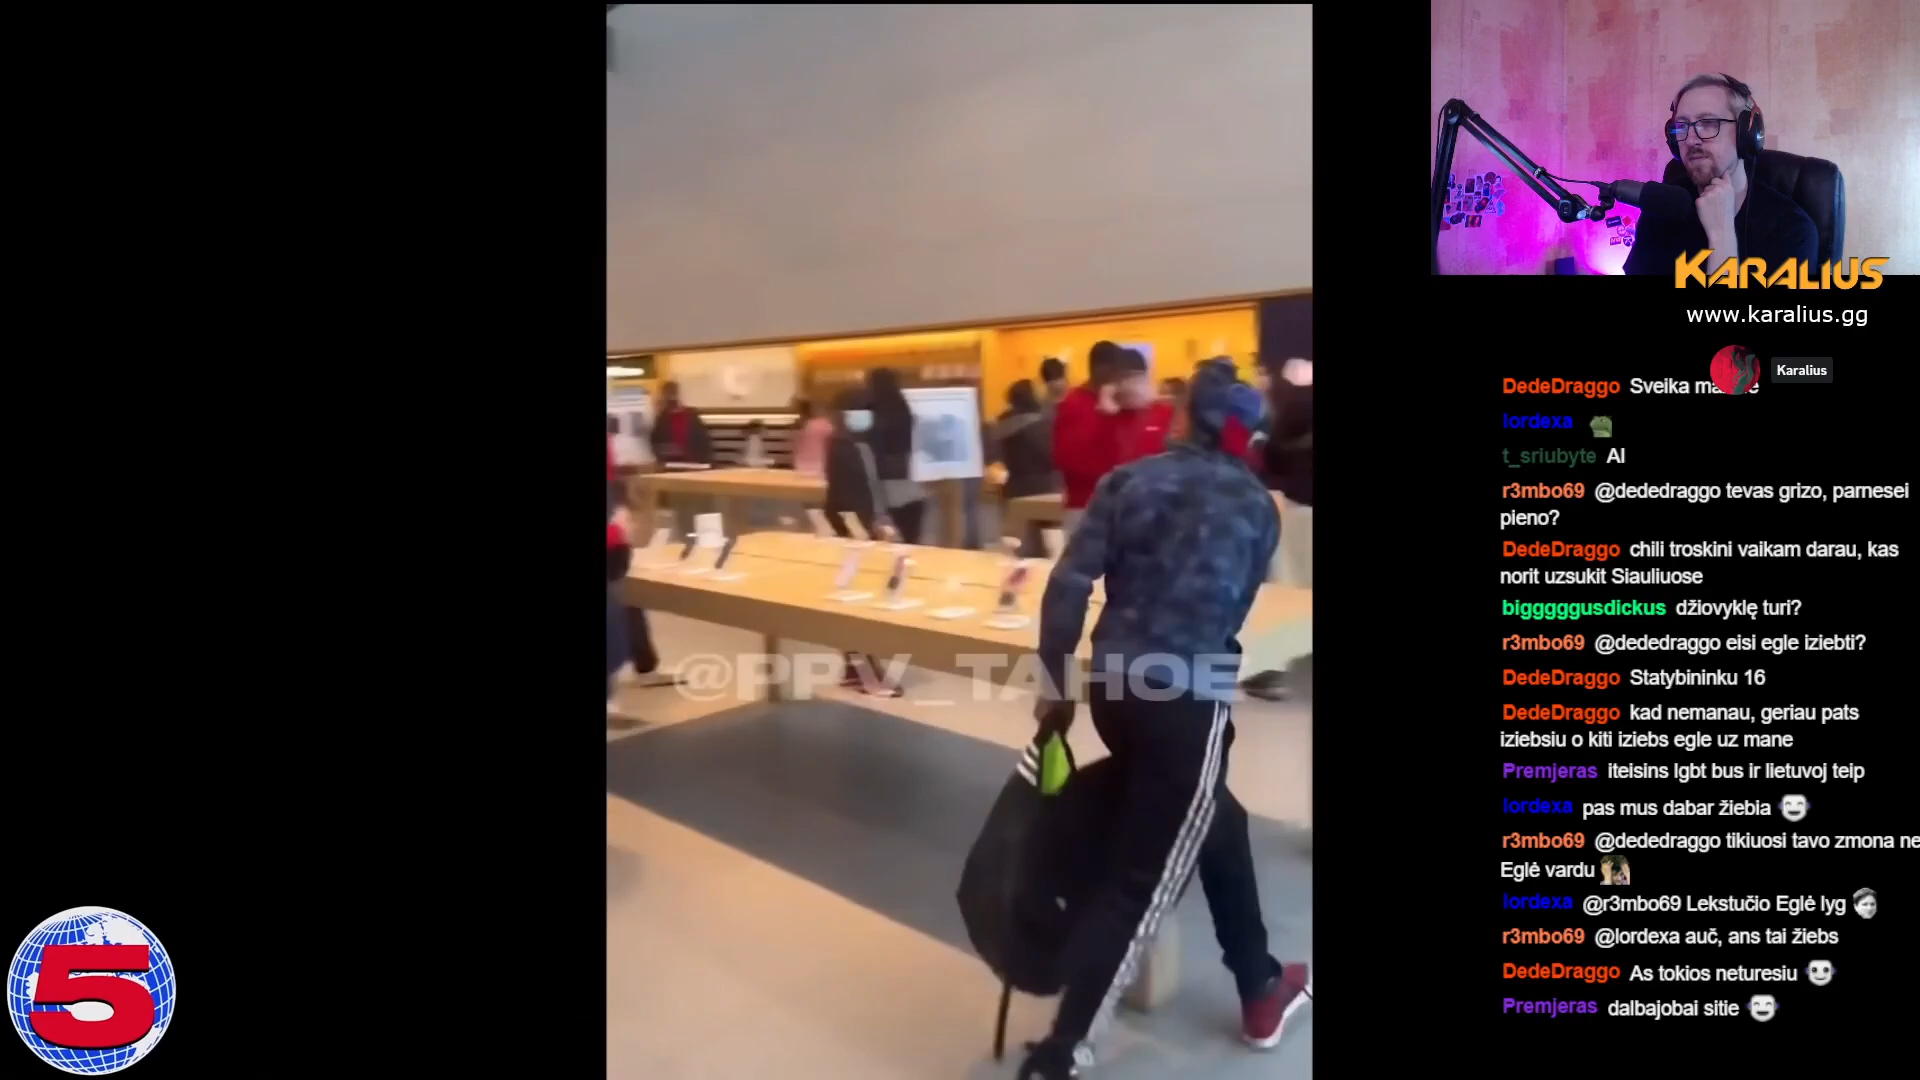 KARALIUS
www.karalius.gg
Karalius
DedeDraggo Sveika ma
lordexa
t_sriubyte AI
r3mbo69 @dededraggo tevas grizo, parnesei
pieno?
DedeDraggo chili troskini vaikam darau, kas
norit uzsukit Siauliuose
bigggggusdickus džiovyklę turi?
r3mbo69 @dededraggo eisi egle iziebti?
DedeDraggo Statybininku 16
DedeDraggo kad nemanau, geriau pats
iziebsiu o kiti iziebs egle uz mane
Premjeras iteisins lgbt bus ir lietuvoj teip
lordexa pas mus dabar žiebia
r3mbo69 @dededraggo tikiuosi tavo zmona ne
Eglė vardu
lordexa @r3mbo69 Lekstučio Eglė lyg
r3mbo69 @lordexa auč, ans tai žiebs
DedeDraggo As tokios neturesiu
Premjeras dalbajobai sitie
@PPV_TAHOE
5